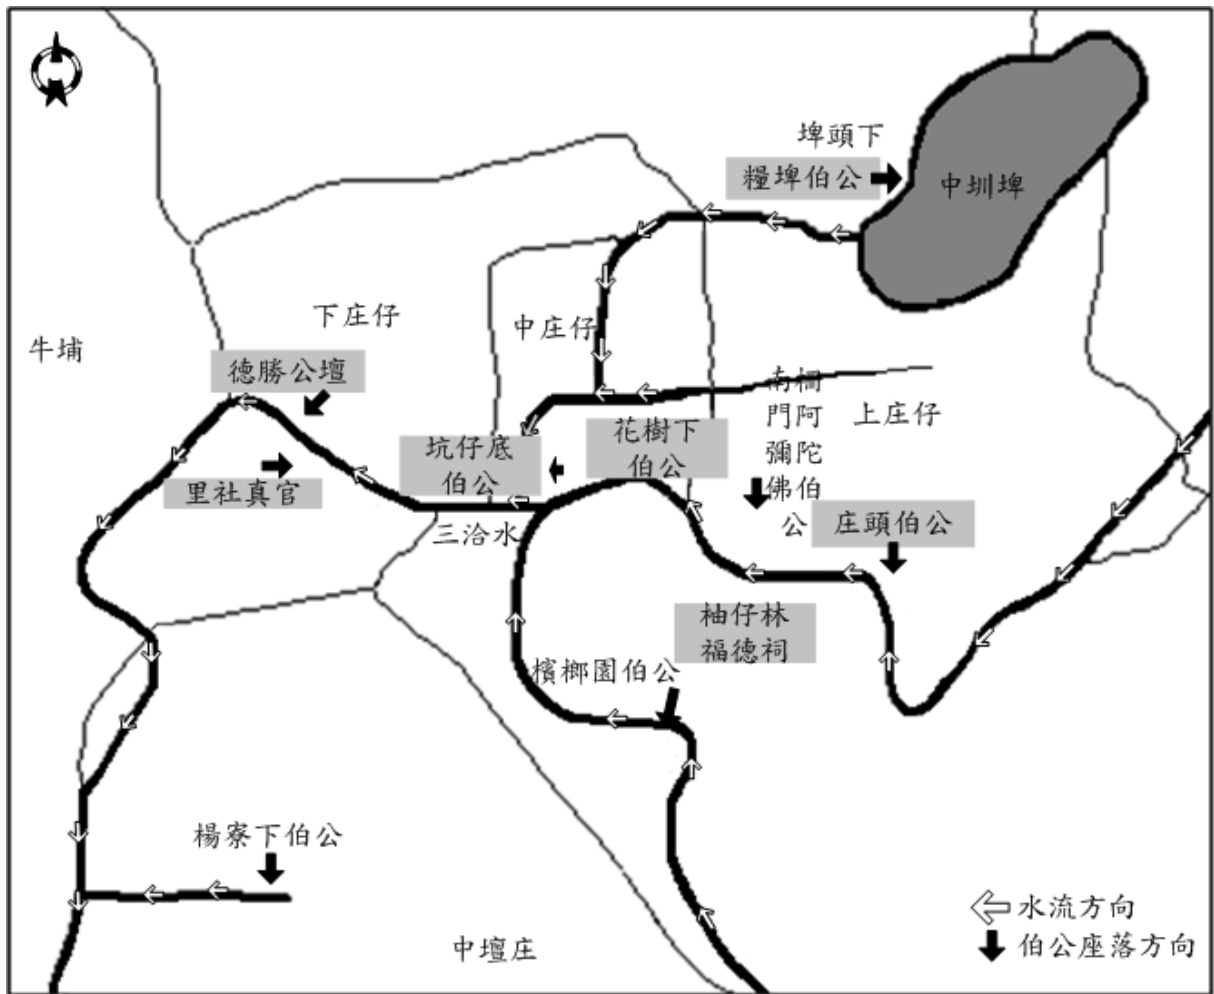 埤頭下
糧埤伯公
中圳埤
下庄仔
中庄仔
牛埔
德勝公壇
南柵
門阿
彌陀
佛伯
公
上庄仔
花樹下
伯公
坑仔底
伯公
里社真官
三洽水
庄頭伯公
柚仔林
福德祠
檳榔園伯公
楊寮下伯公
中壇庄
水流方向
伯公座落方向